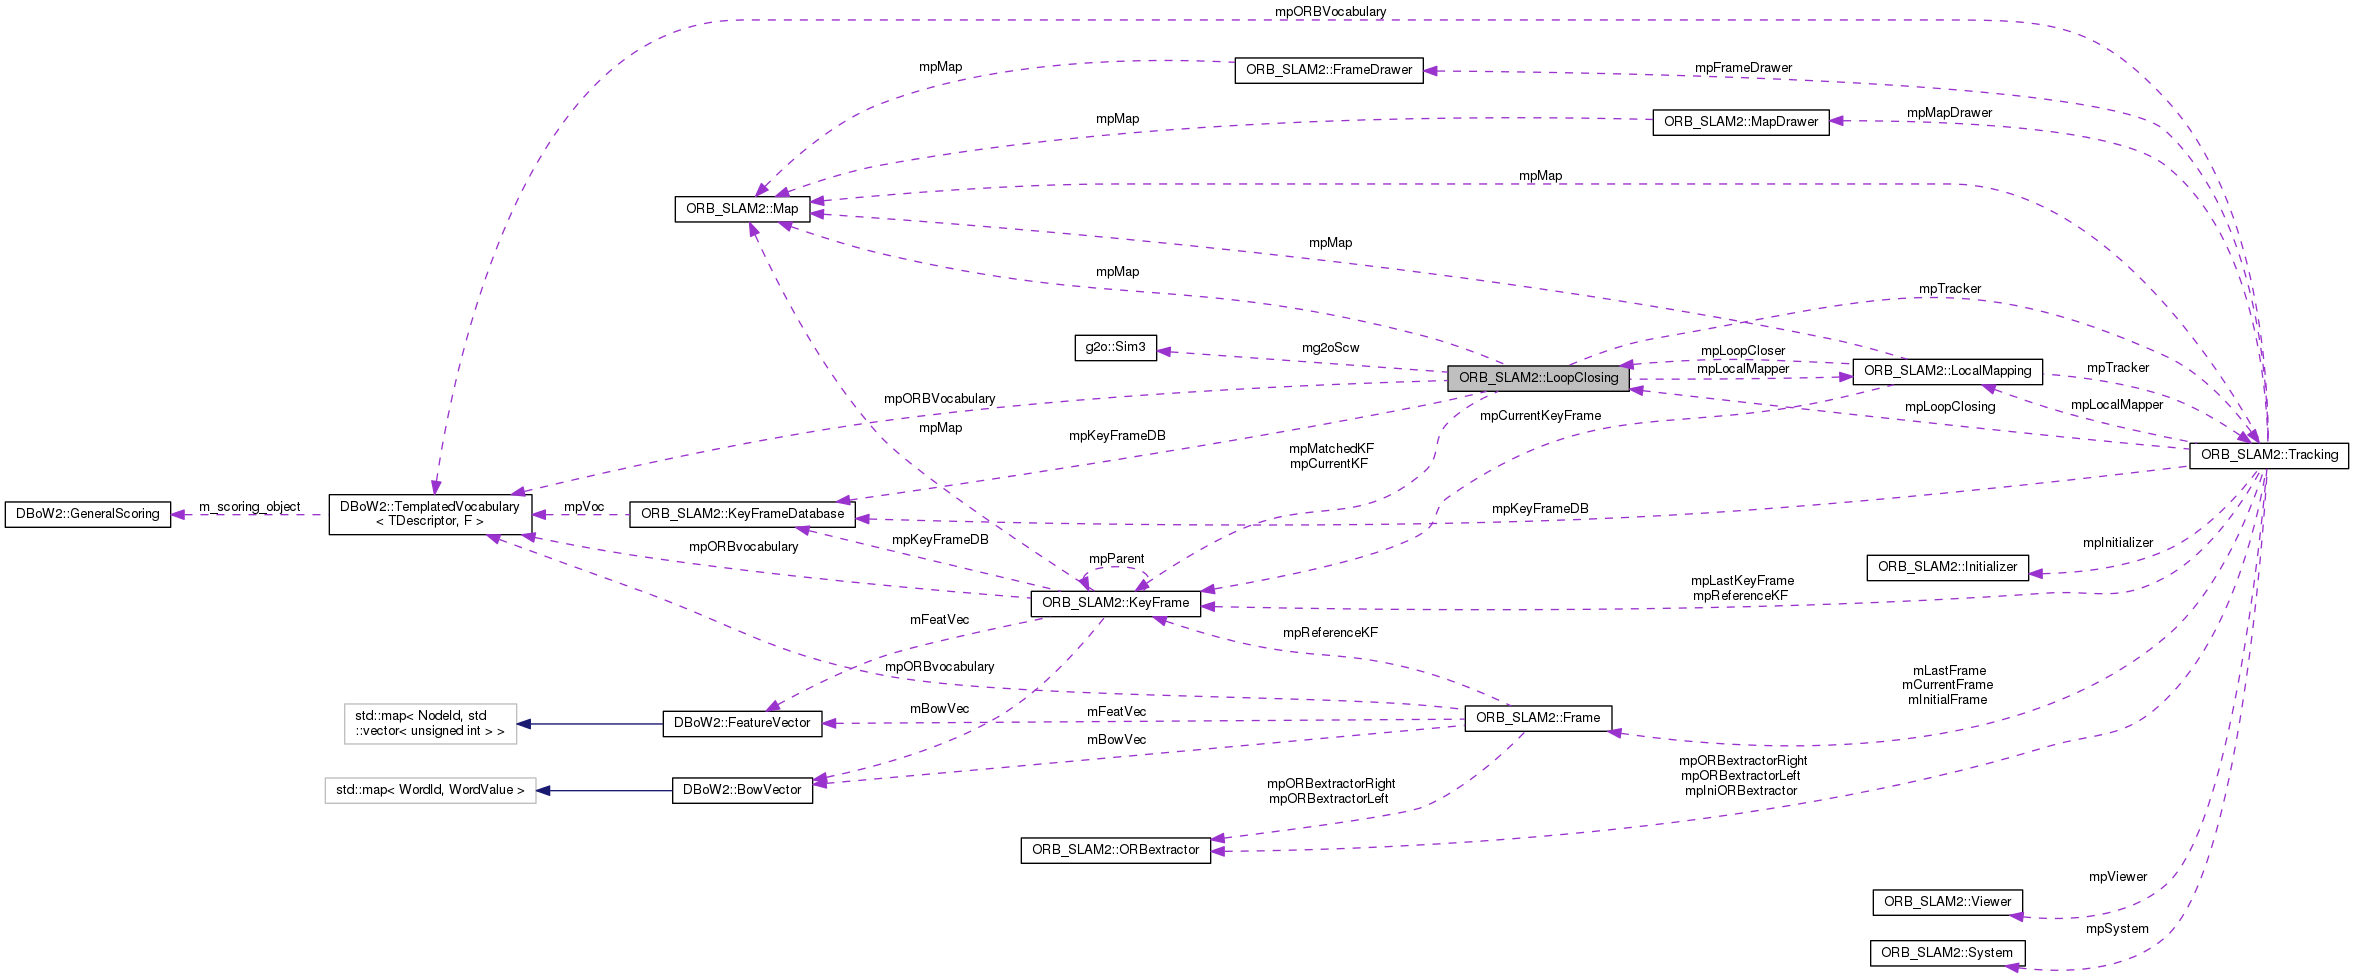 mpORBVocabulary
mpMap
ORB_SLAM2::FrameDrawer
mpFrameDrawer
mpMap
ORB_SLAM2::MapDrawer
mpMapDrawer
mpMap
ORB_SLAM2::Map
mpMap
mpMap
mpTracker
g2o::Sim3
mg2oScw
mpLoopCloser
mpLocalMapper
ORB_SLAM2::LoopClosing
ORB_SLAM2::LocalMapping
mpTracker
mpORBVocabulary
mpMap
mpCurrentKeyFrame
mpLoopClosing
mpLocalMapper
mpKeyFrameDB
mpMatchedKF
mpCurrentKF
ORB_SLAM2::Tracking
DBoW2::GeneralScoring
m_scoring_object
DBoW2::TemplatedVocabulary
< TDescriptor, F >
mpVoc
ORB_SLAM2::KeyFrameDatabase
mpKeyFrameDB
mpORBvocabulary
mpKeyFrameDB
mpParent
mpInitializer
ORB_SLAM2::Initializer
ORB_SLAM2::KeyFrame
mpLastKeyFrame
mpReferenceKF
mFeatVec
mpReferenceKF
mpORBvocabulary
mLastFrame
mCurrentFrame
mInitialFrame
std::map< NodeId, std
::vector< unsigned int > >
DBoW2::FeatureVector
mBowVec
mFeatVec
ORB_SLAM2::Frame
mBowVec
std::map< WordId, WordValue >
DBoW2::BowVector
mpORBextractorRight
mpORBextractorLeft
mpORBextractorRight
mpORBextractorLeft
mpIniORBextractor
ORB_SLAM2::ORBextractor
mpViewer
ORB_SLAM2::Viewer
mpSystem
ORB_SLAM2::System